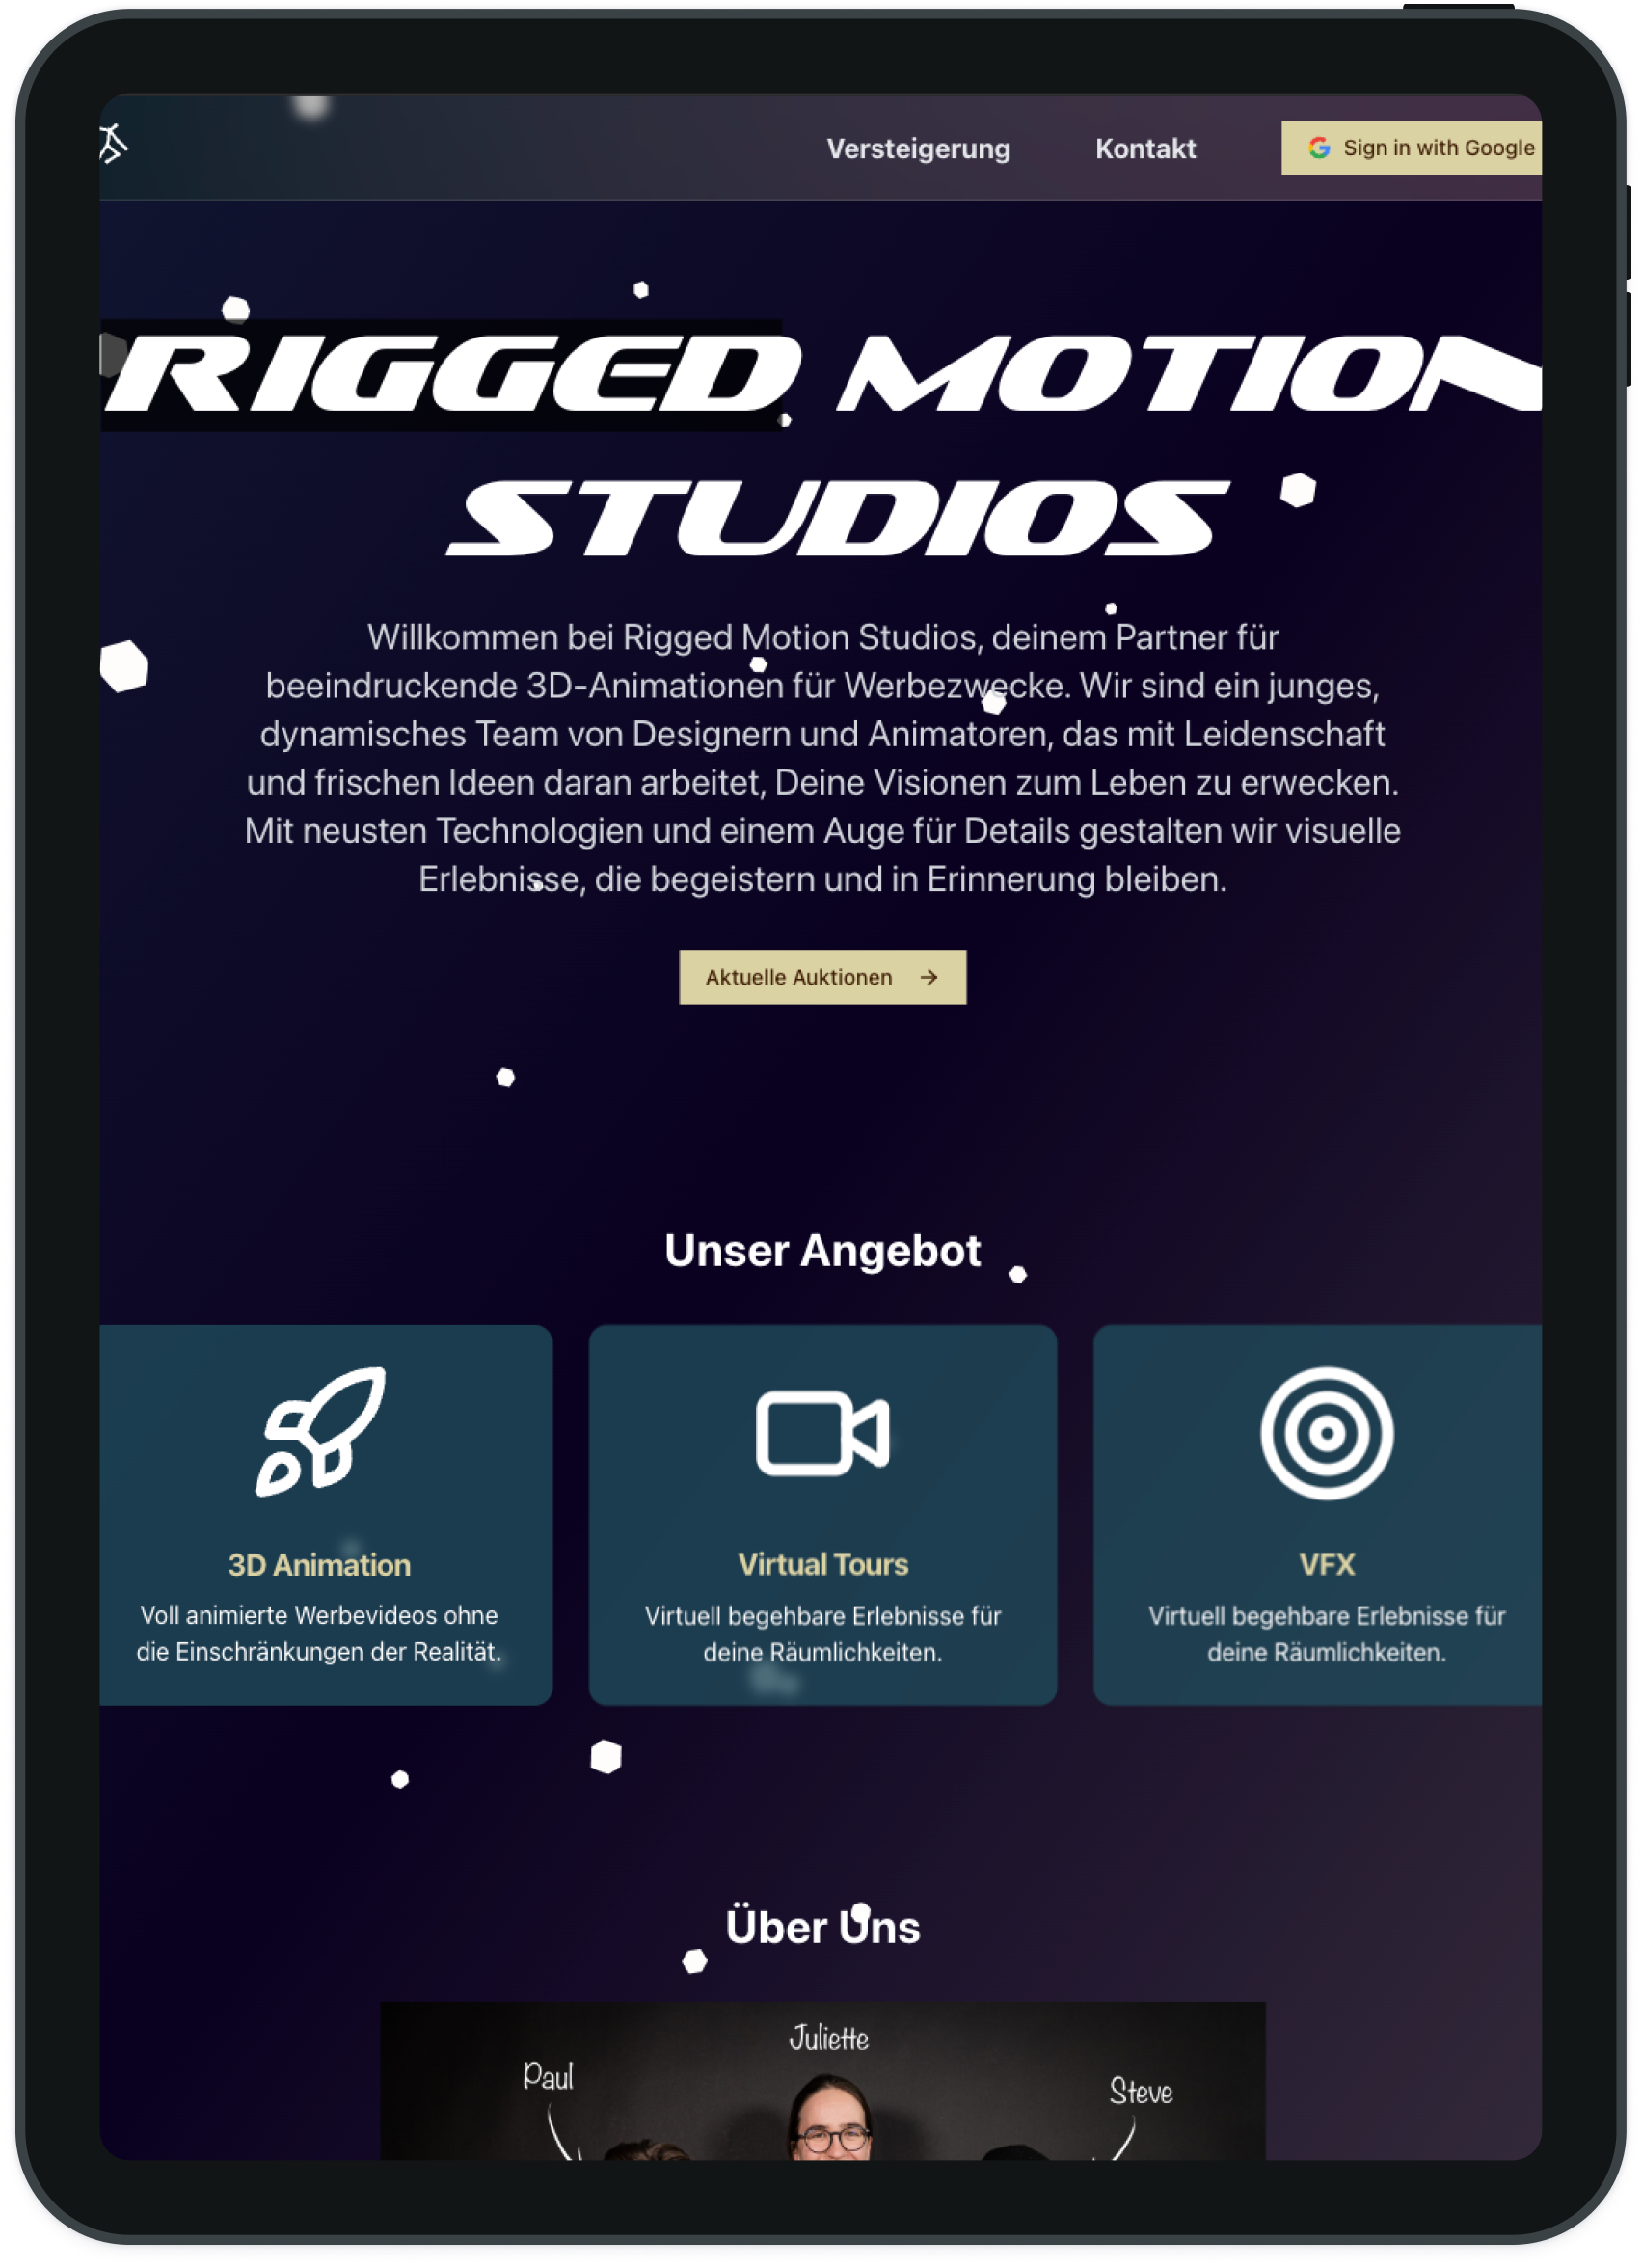 Versteigerung Kontakt Sign in with Google
RIGGED MOTION
STUDIOS
Willkommen bei Rigged Motion Studios, deinem Partner für
beeindruckende 3D-Animationen für Werbezwecke. Wir sind ein junges,
dynamisches Team von Designern und Animatoren, das mit Leidenschaft
und frischen Ideen daran arbeitet, Deine Visionen zum Leben zu erwecken.
Mit neusten Technologien und einem Auge für Details gestalten wir visuelle
Erlebnisse, die begeistern und in Erinnerung bleiben.
Aktuelle Auktionen →
Unser Angebot
3D Animation
Voll animierte Werbevideos ohne
die Einschränkungen der Realität.
Virtual Tours
Virtuell begehbare Erlebnisse für
deine Räumlichkeiten.
VFX
Virtuell begehbare Erlebnisse für
deine Räumlichkeiten.
Über Uns
Juliette
Paul
Steve